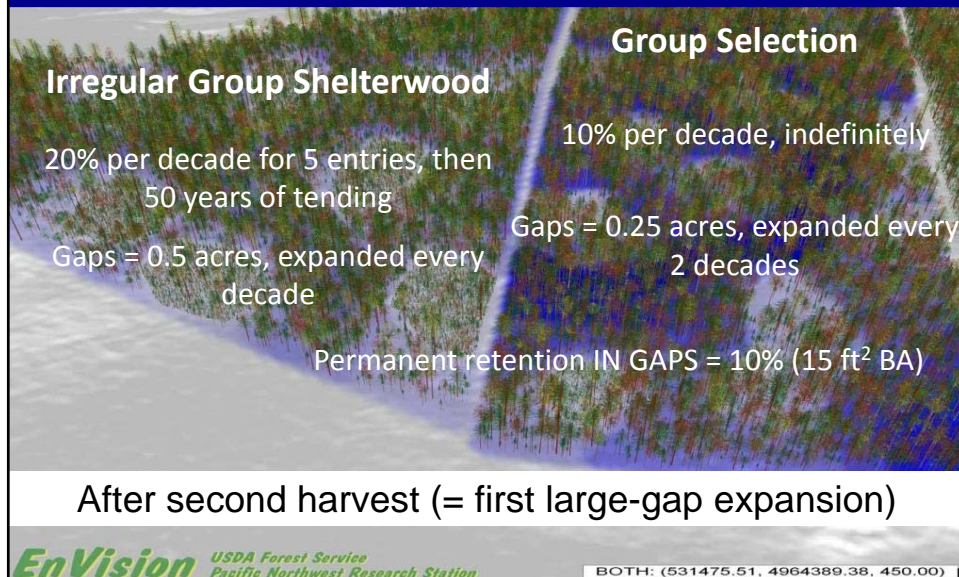 Irregular Group Shelterwood
20% per decade for 5 entries, then
50 years of tending
Gaps = 0.5 acres, expanded every
decade
Group Selection
10% per decade, indefinitely
Gaps = 0.25 acres, expanded every
2 decades
Permanent retention IN GAPS = 10% (15 ft² BA)
After second harvest (= first large-gap expansion)
EnVision USDA Forest Service
Pacific Northwest Research Station
BOTH: (531475.51, 4964389.38, 450.00)